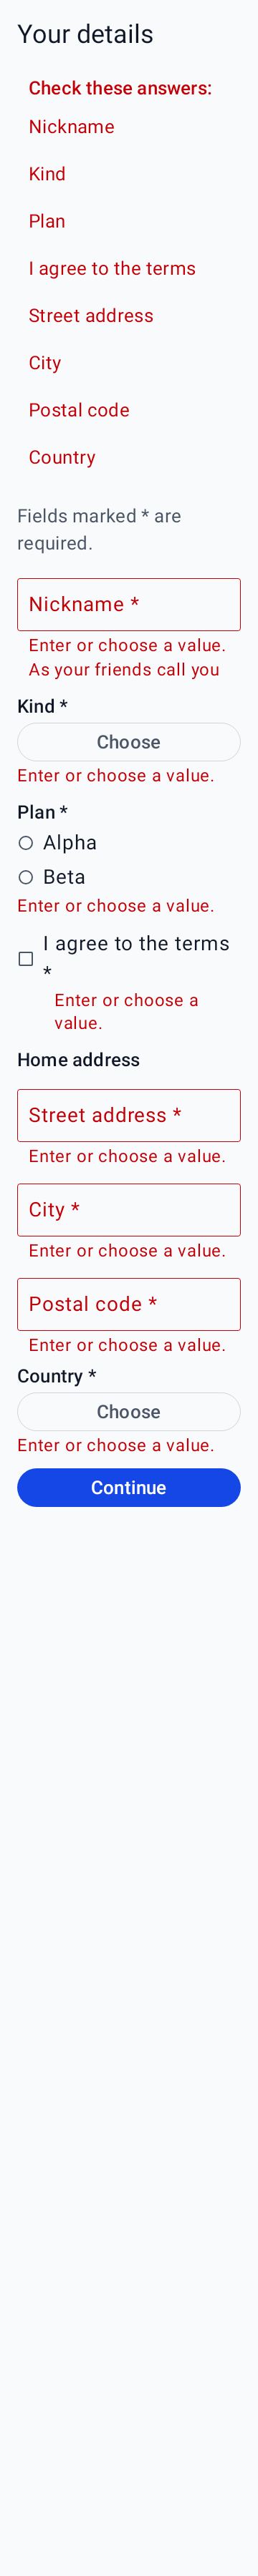 Your details
Check these answers:
Nickname
Kind
Plan
I agree to the terms
Street address
City
Postal code
Country
Fields marked * are
required.
Nickname *
Enter or choose a value.
As your friends call you
Kind *
Choose
Enter or choose a value.
Plan *
Alpha
Beta
Enter or choose a value.
I agree to the terms
*
Enter or choose a
value.
Home address
Street address *
Enter or choose a value.
City *
Enter or choose a value.
Postal code *
Enter or choose a value.
Country *
Choose
Enter or choose a value.
Continue